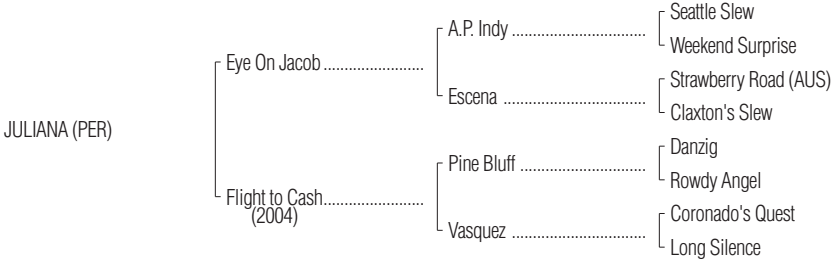 Seattle Slew
A.P. Indy ..................................
Weekend Surprise
Eye On Jacob .........................
Strawberry Road (AUS)
Escena ....................................
Claxton's Slew
JULIANA (PER)
Danzig
Pine Bluff ................................
Rowdy Angel
Flight to Cash.........................
(2004)
Coronado's Quest
Vasquez ..................................
Long Silence